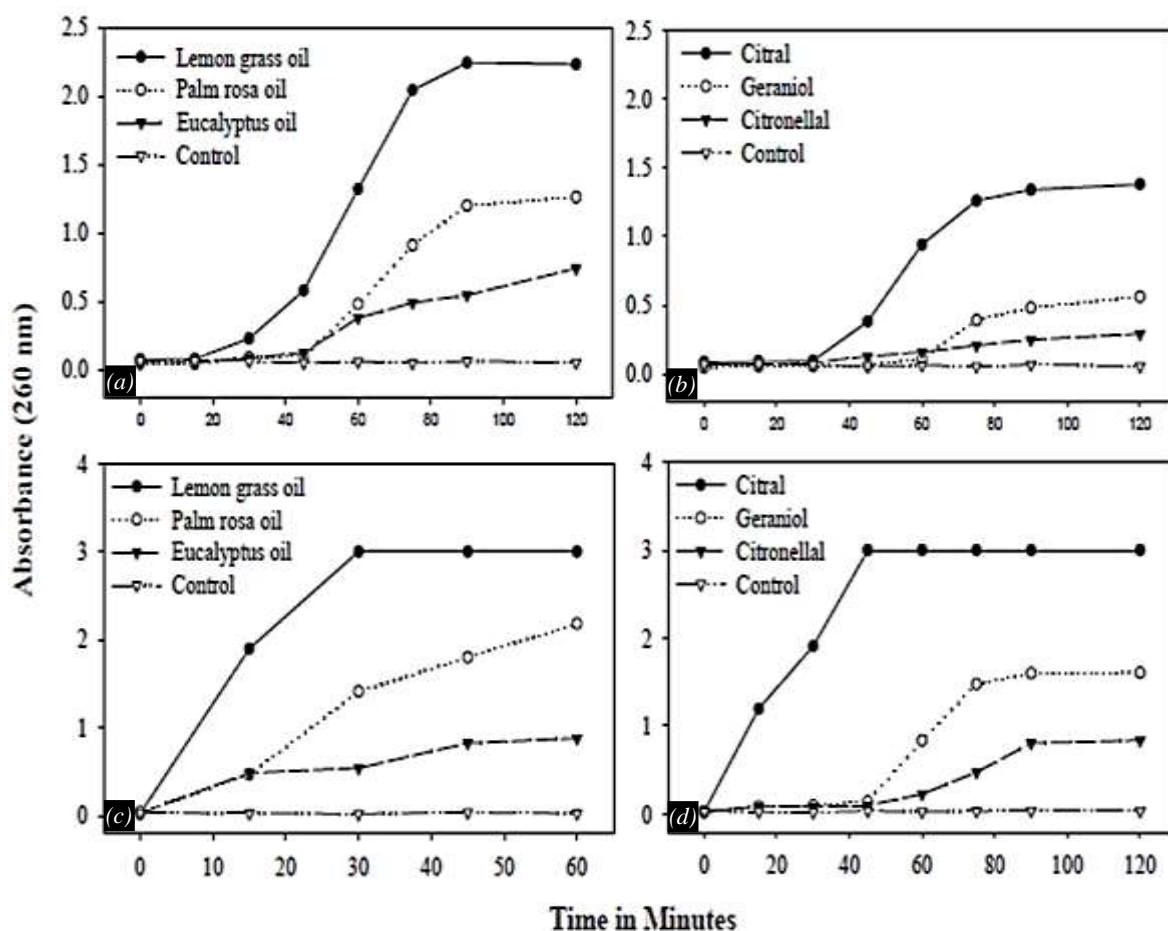 Absorbance (260 nm)
2.5
2.0
1.5
1.0
0.5
0.0
Lemon grass oil
Palm rosa oil
Eucalyptus oil
Control
(a)
0 20 40 60 80 100 120
2.5
2.0
1.5
1.0
0.5
0.0
Citral
Geraniol
Citronellal
Control
(b)
0 20 40 60 80 100 120
4
3
2
1
0
Lemon grass oil
Palm rosa oil
Eucalyptus oil
Control
(c)
0 10 20 30 40 50 60
4
3
2
1
0
Citral
Geraniol
Citronellal
Control
(d)
0 20 40 60 80 100 120
Time in Minutes